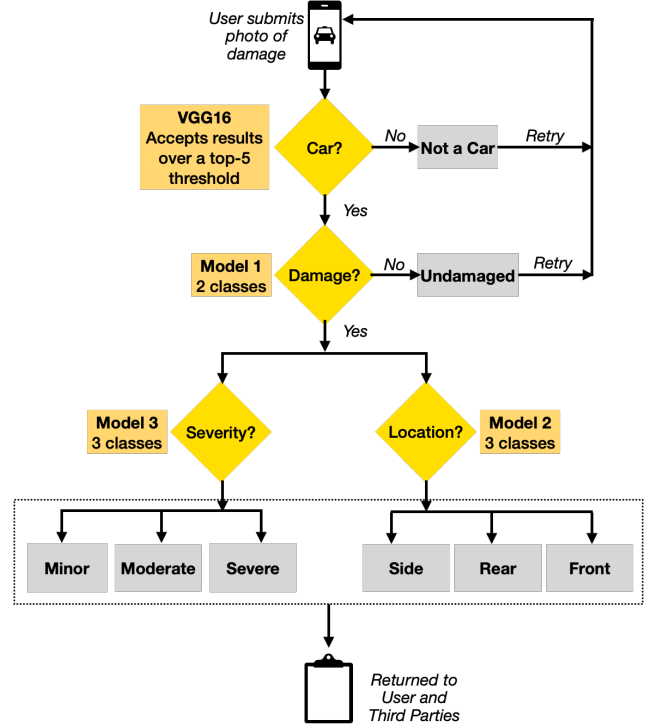 User submits
photo of
damage
VGG16
Accepts results
over a top-5
threshold
Car?
No
Not a Car
Retry
Yes
Model 1
2 classes
Damage?
No
Undamaged
Retry
Yes
Model 3
3 classes
Severity?
Location?
Model 2
3 classes
Minor
Moderate
Severe
Side
Rear
Front
Returned to
User and
Third Parties